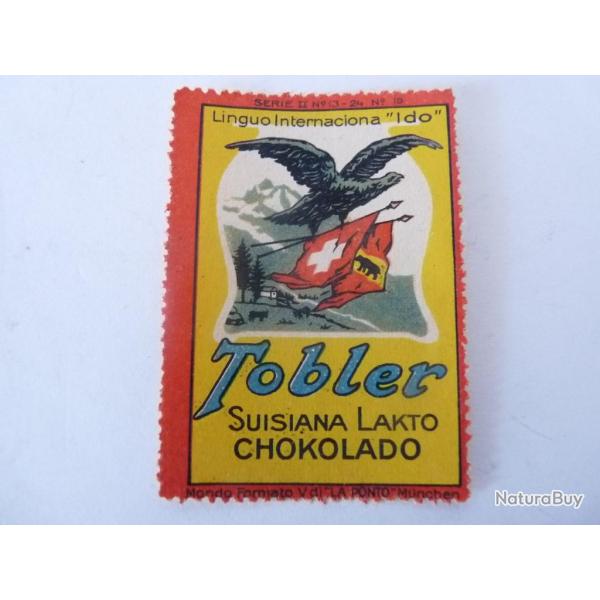 SERIE II Nº 13-24 Nº 19
Linguo Internaciona "Ido"
Tobler
SUISIANA LAKTO
CHOKOLADO
Mondo Formato V di "LA PONTO" München
NaturaBuy